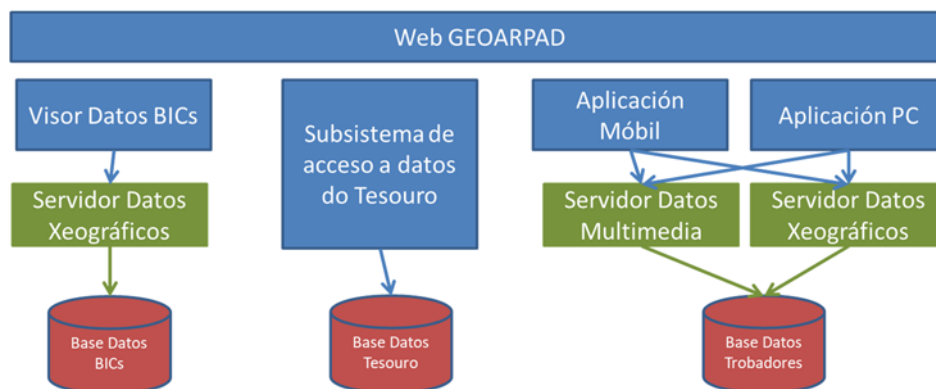 Web GEOARPAD
Visor Datos BICs
Subsistema de
acceso a datos
do Tesouro
Aplicación
Móbil
Aplicación PC
Servidor Datos
Xeográficos
Servidor Datos
Multimedia
Servidor Datos
Xeográficos
Base Datos
BICs
Base Datos
Tesouro
Base Datos
Trobadores